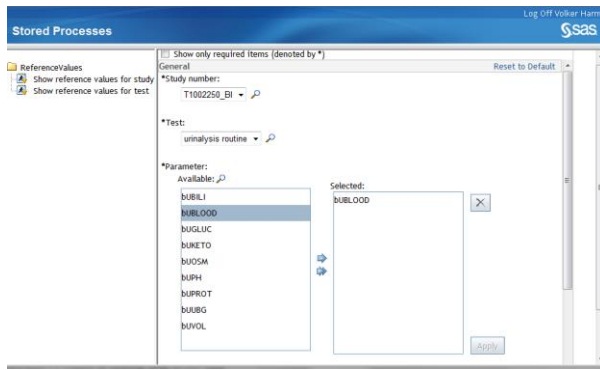 Log Off Volker Harm
Stored Processes
sas
ReferenceValues
Show reference values for study
Show reference values for test
Show only required items (denoted by *)
General
Reset to Default
*Study number:
T1002250_BI
*Test:
urinalysis routine
*Parameter:
Available:
bUBILI
bUBLOOD
bUGLUC
bUKETO
bUOSM
bUPH
bUPROT
bUUBG
bUVOL
Selected:
bUBLOOD
Apply